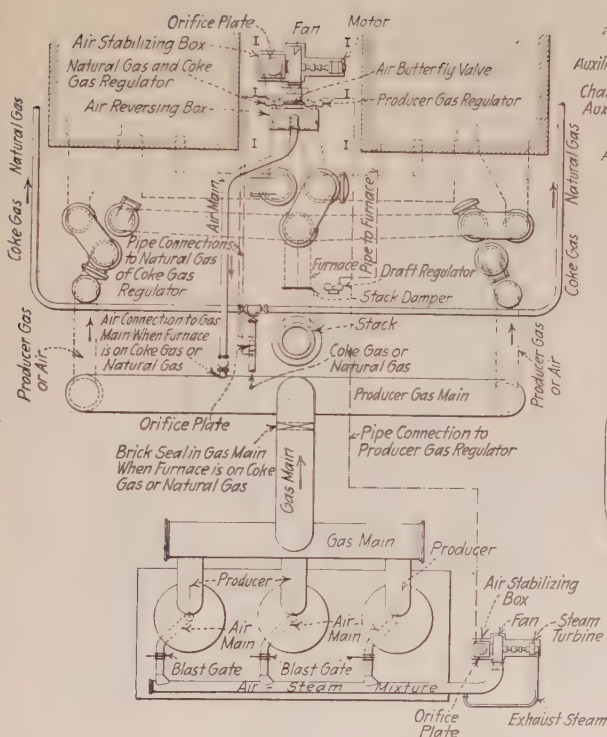 Orifice Plate
Fan
Motor
Air Stabilizing Box
Natural Gas and Coke
Gas Regulator
Air Butterfly Valve
Air Reversing Box
Producer Gas Regulator
Coke Gas Natural Gas
Natural Gas
Coke Gas
Air Main
Pipe Connections
to Natural Gas
of Coke Gas
Regulator
Pipe to Furnace
Furnace
Draft Regulator
Stack Damper
Air Connection to Gas
Main When Furnace
is on Coke Gas or
Natural Gas
Stack
Coke Gas or
Natural Gas
Producer Gas
or Air
Producer Gas
or Air
Producer Gas Main
Orifice Plate
Brick Seal in Gas Main
When Furnace is on Coke
Gas or Natural Gas
Gas Main
Pipe Connection to
Producer Gas Regulator
Gas Main
Producer
Producer
Air
Main
Air
Main
Blast Gate
Blast Gate
Air - Steam Mixture
Air Stabilizing
Box
Fan
Steam
Turbine
Orifice
Plate
Exhaust Steam
Auxili
Cha
Aux
A